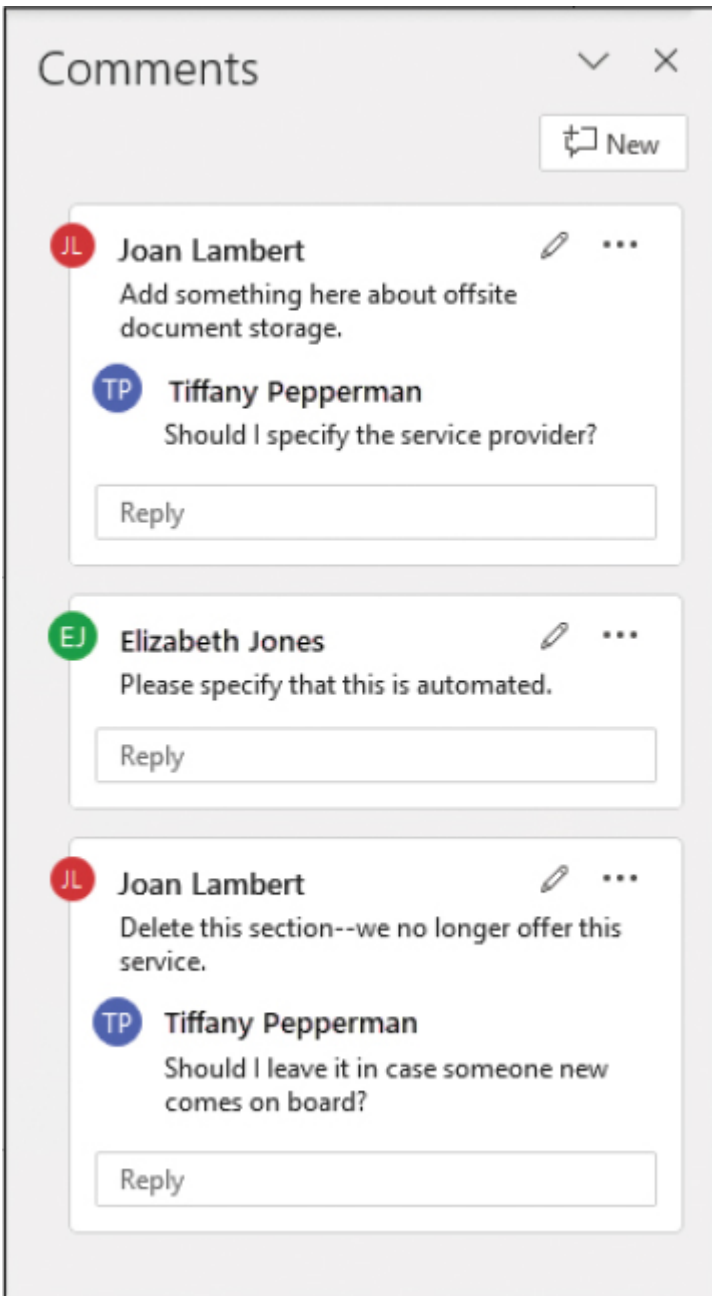 Comments
New
JL Joan Lambert
Add something here about offsite
document storage.
TP Tiffany Pepperman
Should I specify the service provider?
Reply
EJ Elizabeth Jones
Please specify that this is automated.
Reply
JL Joan Lambert
Delete this section--we no longer offer this
service.
TP Tiffany Pepperman
Should I leave it in case someone new
comes on board?
Reply